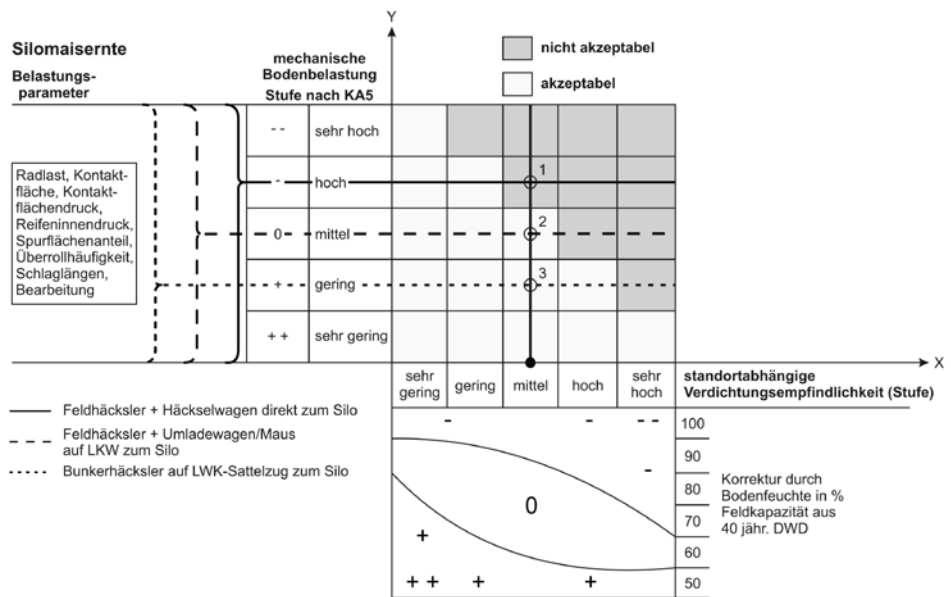 Y
Silomaisernte
Belastungs-
parameter
mechanische
Bodenbelastung
Stufe nach KA5
nicht akzeptabel
akzeptabel
- - sehr hoch
- hoch 1
0 mittel 2
+ gering 3
+ + sehr gering
Radlast, Kontakt-
fläche, Kontakt-
flächendruck,
Reifeninnendruck,
Spurflächenanteil,
Überrollhäufigkeit,
Schlaglängen,
Bearbeitung
X
sehr
gering
gering
mittel
hoch
sehr
hoch
standortabhängige
Verdichtungsempfindlichkeit (Stufe)
Feldhäcksler + Häckselwagen direkt zum Silo
Feldhäcksler + Umladewagen/Maus
auf LKW zum Silo
Bunkerhäcksler auf LWK-Sattelzug zum Silo
- - - - 100
90
- 80
0 70
+ 60
+ + + + 50
Korrektur durch
Bodenfeuchte in %
Feldkapazität aus
40 jähr. DWD